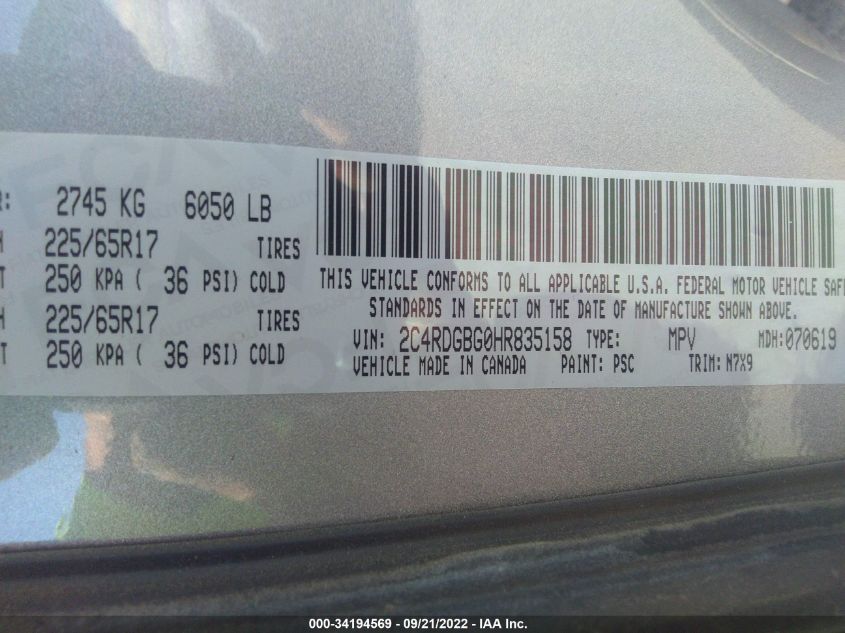 R: 2745 KG 6050 LB
225/65R17 TIRES
250 KPA ( 36 PSI) COLD
225/65R17 TIRES
250 KPA ( 36 PSI) COLD
THIS VEHICLE CONFORMS TO ALL APPLICABLE U.S.A. FEDERAL MOTOR VEHICLE SAFE
STANDARDS IN EFFECT ON THE DATE OF MANUFACTURE SHOWN ABOVE.
VIN: 2C4RDGBG0HR835158 TYPE: MPV MDH:070619
VEHICLE MADE IN CANADA PAINT: PSC TRIM: N7X9
000-34194569 - 09/21/2022 - IAA Inc.